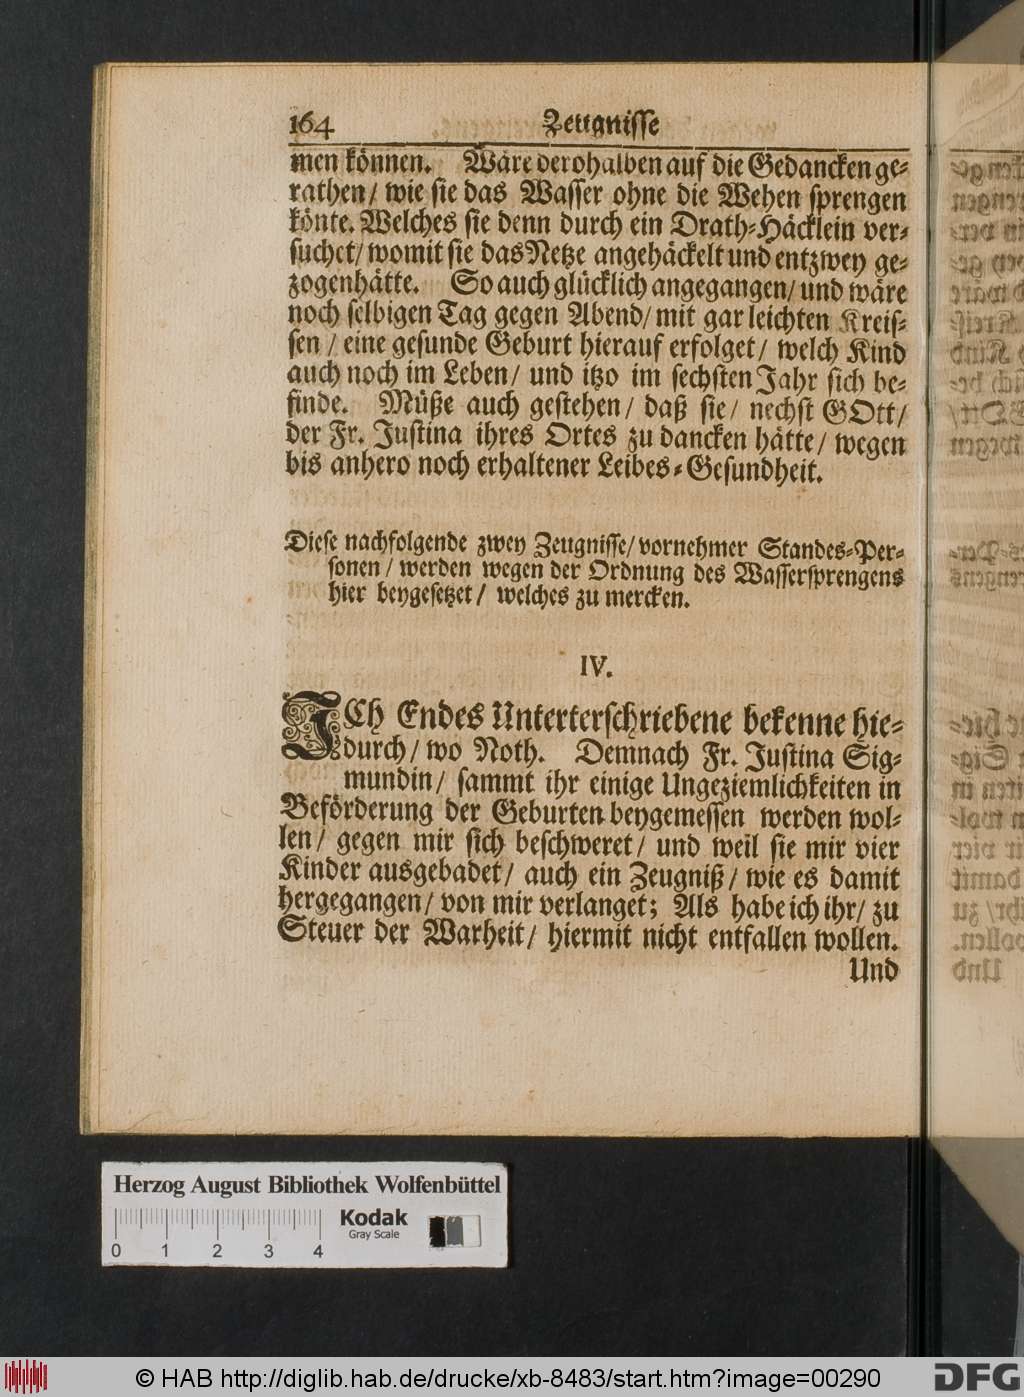 164 Zeugnisse
men können. Wäre derohalben auf die Gedancken ge-
rathen/ wie sie das Wasser ohne die Wehen sprengen
könte. Welches sie denn durch ein Drath-Häcklein ver-
suchet/ womit sie das Netze angehäckelt und entzwey ge-
zogen hätte. So auch glücklich angegangen/ und wäre
noch selbigen Tag gegen Abend/ mit gar leichten Kreis-
sen / eine gesunde Geburt hierauf erfolget/ welch Kind
auch noch im Leben/ und itzo im sechsten Jahr sich be-
finde. Müße auch gestehen/ daß sie/ nechst GOtt/
der Fr. Justina ihres Ortes zu dancken hätte/ wegen
bis anhero noch erhaltener Leibes-Gesundheit.
Diese nachfolgende zwey Zeugnisse/ vornehmer Standes-Per-
sonen / werden wegen der Ordnung des Wassersprengens
hier beygesetzet/ welches zu mercken.
IV.
ICh Endes Unterterschriebene bekenne hie-
durch/ wo Noth. Demnach Fr. Justina Sig-
mundin/ sammt ihr einige Ungeziemlichkeiten in
Beförderung der Geburten beygemessen werden wol-
len/ gegen mir sich beschweret/ und weil sie mir vier
Kinder ausgebadet/ auch ein Zeugniß/ wie es damit
hergegangen/ von mir verlanget; Als habe ich ihr/ zu
Steuer der Warheit/ hiermit nicht entfallen wollen.
Und
Herzog August Bibliothek Wolfenbüttel
Kodak
Gray Scale
0 1 2 3 4
© HAB http://diglib.hab.de/drucke/xb-8483/start.htm?image=00290
DFG